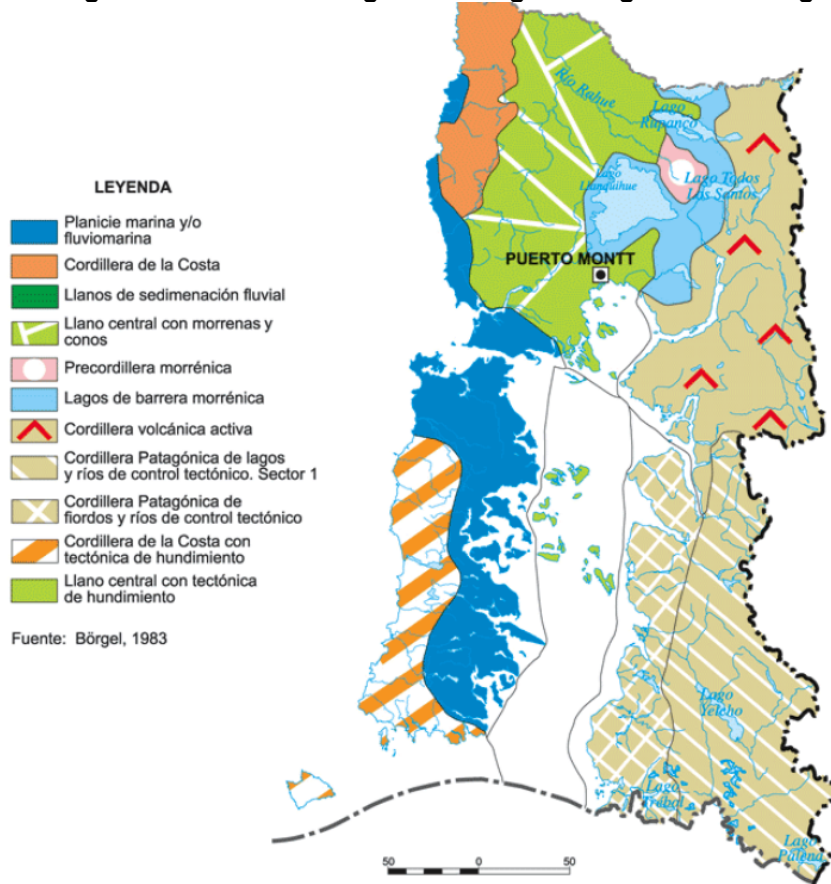 LEYENDA
Planicie marina y/o
fluviomarina
Cordillera de la Costa
Llanos de sedimenación fluvial
Llano central con morrenas y
conos
Precordillera morrénica
Lagos de barrera morrénica
Cordillera volcánica activa
Cordillera Patagónica de lagos
y ríos de control tectónico. Sector 1
Cordillera Patagónica de
fiordos y ríos de control tectónico
Cordillera de la Costa con
tectónica de hundimiento
Llano central con tectónica
de hundimiento
Fuente: Börgel, 1983
Río Rahue
Lago
Rupanco
Lago
Llanquihue
Lago Todos
Los Santos
PUERTO MONTT
Lago
Yelcho
Lago
Trébol
Lago
Palena
50 0 50